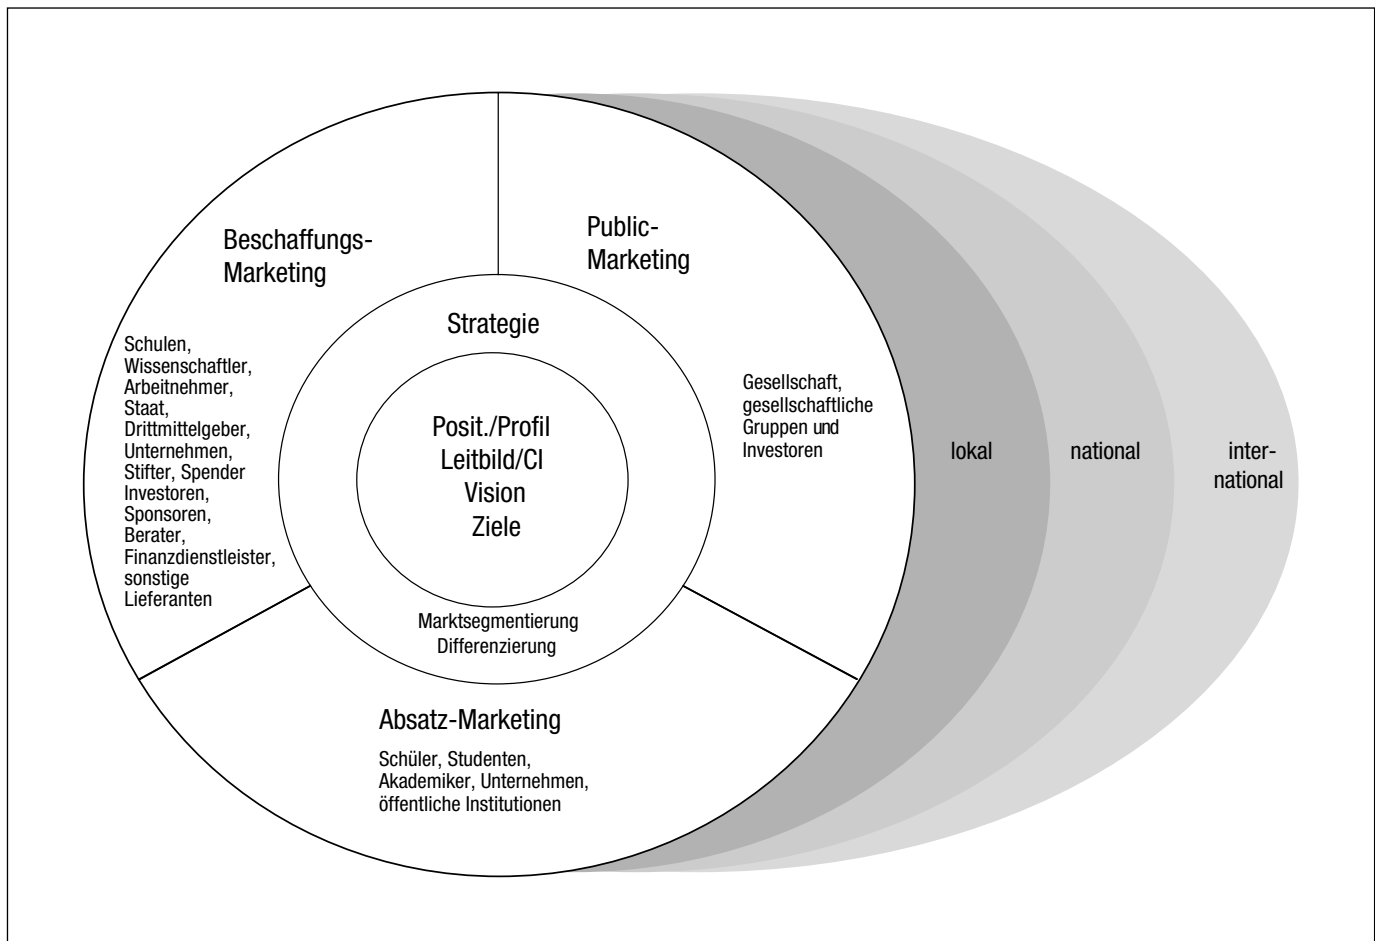 Beschaffungs-
Marketing
Schulen,
Wissenschaftler,
Arbeitnehmer,
Staat,
Drittmittelgeber,
Unternehmen,
Stifter, Spender
Investoren,
Sponsoren,
Berater,
Finanzdienstleister,
sonstige
Lieferanten
Public-
Marketing
Gesellschaft,
gesellschaftliche
Gruppen und
Investoren
Strategie
Posit./Profil
Leitbild/CI
Vision
Ziele
Marktsegmentierung
Differenzierung
Absatz-Marketing
Schüler, Studenten,
Akademiker, Unternehmen,
öffentliche Institutionen
lokal
national
inter-
national